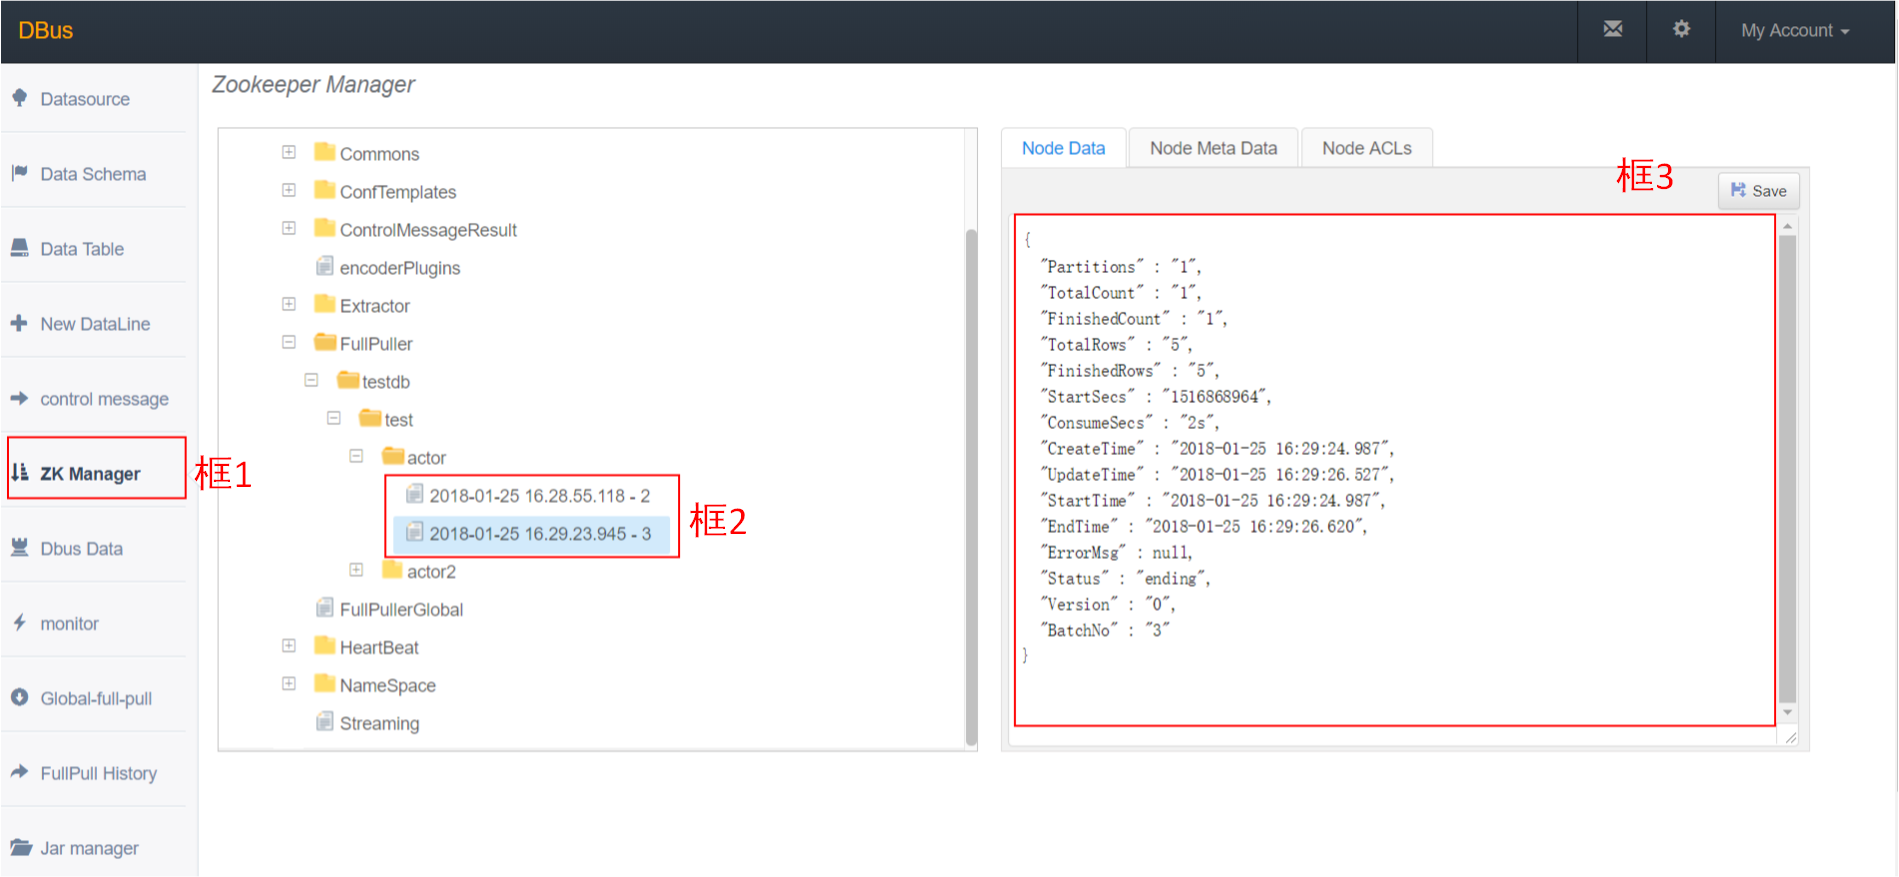 DBus
My Account
Datasource
Data Schema
Data Table
New DataLine
control message
ZK Manager
框1
Dbus Data
monitor
Global-full-pull
FullPull History
Jar manager
Zookeeper Manager
Commons
ConfTemplates
ControlMessageResult
encoderPlugins
Extractor
FullPuller
testdb
test
actor
2018-01-25 16.28.55.118 - 2
2018-01-25 16.29.23.945 - 3
框2
actor2
FullPullerGlobal
HeartBeat
NameSpace
Streaming
Node Data
Node Meta Data
Node ACLs
框3
Save
{
"Partitions" : "1",
"TotalCount" : "1",
"FinishedCount" : "1",
"TotalRows" : "5",
"FinishedRows" : "5",
"StartSecs" : "1516868964",
"ConsumeSecs" : "2s",
"CreateTime" : "2018-01-25 16:29:24.987",
"UpdateTime" : "2018-01-25 16:29:26.527",
"StartTime" : "2018-01-25 16:29:24.987",
"EndTime" : "2018-01-25 16:29:26.620",
"ErrorMsg" : null,
"Status" : "ending",
"Version" : "0",
"BatchNo" : "3"
}